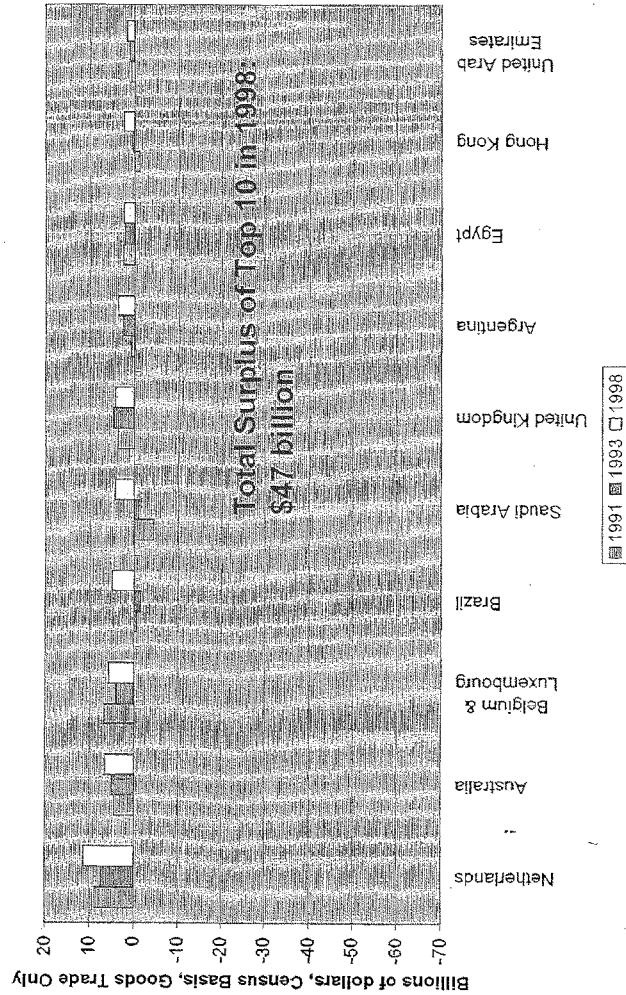 Total Surplus of Top 10 in 1998:
$47 billion
Billions of dollars, Census Basis, Goods Trade Only
20
10
0
-10
-20
-30
-40
-50
-60
-70
Netherlands
Australia
Belgium &
Luxembourg
Brazil
Saudi Arabia
United Kingdom
Argentina
Egypt
Hong Kong
United Arab
Emirates
1991 1993 1998